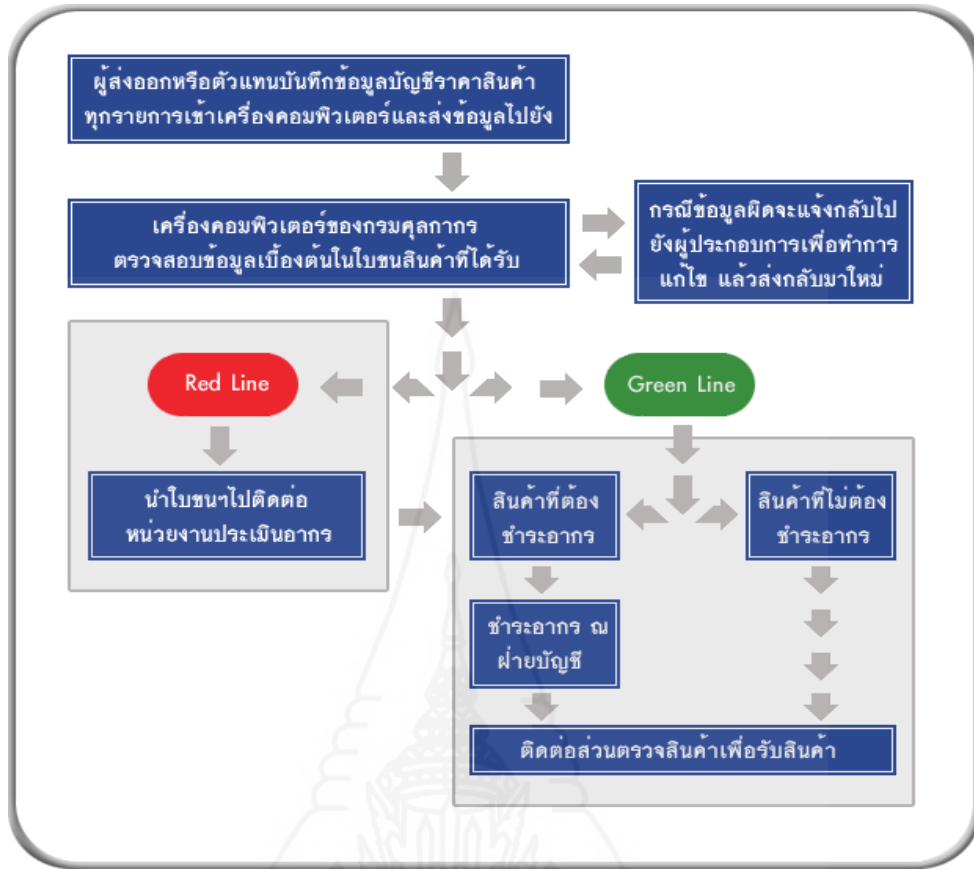 ผู้ส่งออกหรือตัวแทนบันทึกข้อมูลบัญชีราคาสินค้า
ทุกรายการเข้าเครื่องคอมพิวเตอร์และส่งข้อมูลไปยัง
เครื่องคอมพิวเตอร์ของกรมศุลกากร
ตรวจสอบข้อมูลเบื้องต้นในใบขนสินค้าที่ได้รับ
กรณีข้อมูลผิดจะแจ้งกลับไป
ยังผู้ประกอบการเพื่อทำการ
แก้ไข แล้วส่งกลับมาใหม่
Red Line
Green Line
นำใบขนฯไปติดต่อ
หน่วยงานประเมินอากร
สินค้าที่ต้อง
ชำระอากร
สินค้าที่ไม่ต้อง
ชำระอากร
ชำระอากร ณ
ฝ่ายบัญชี
ติดต่อส่วนตรวจสินค้าเพื่อรับสินค้า